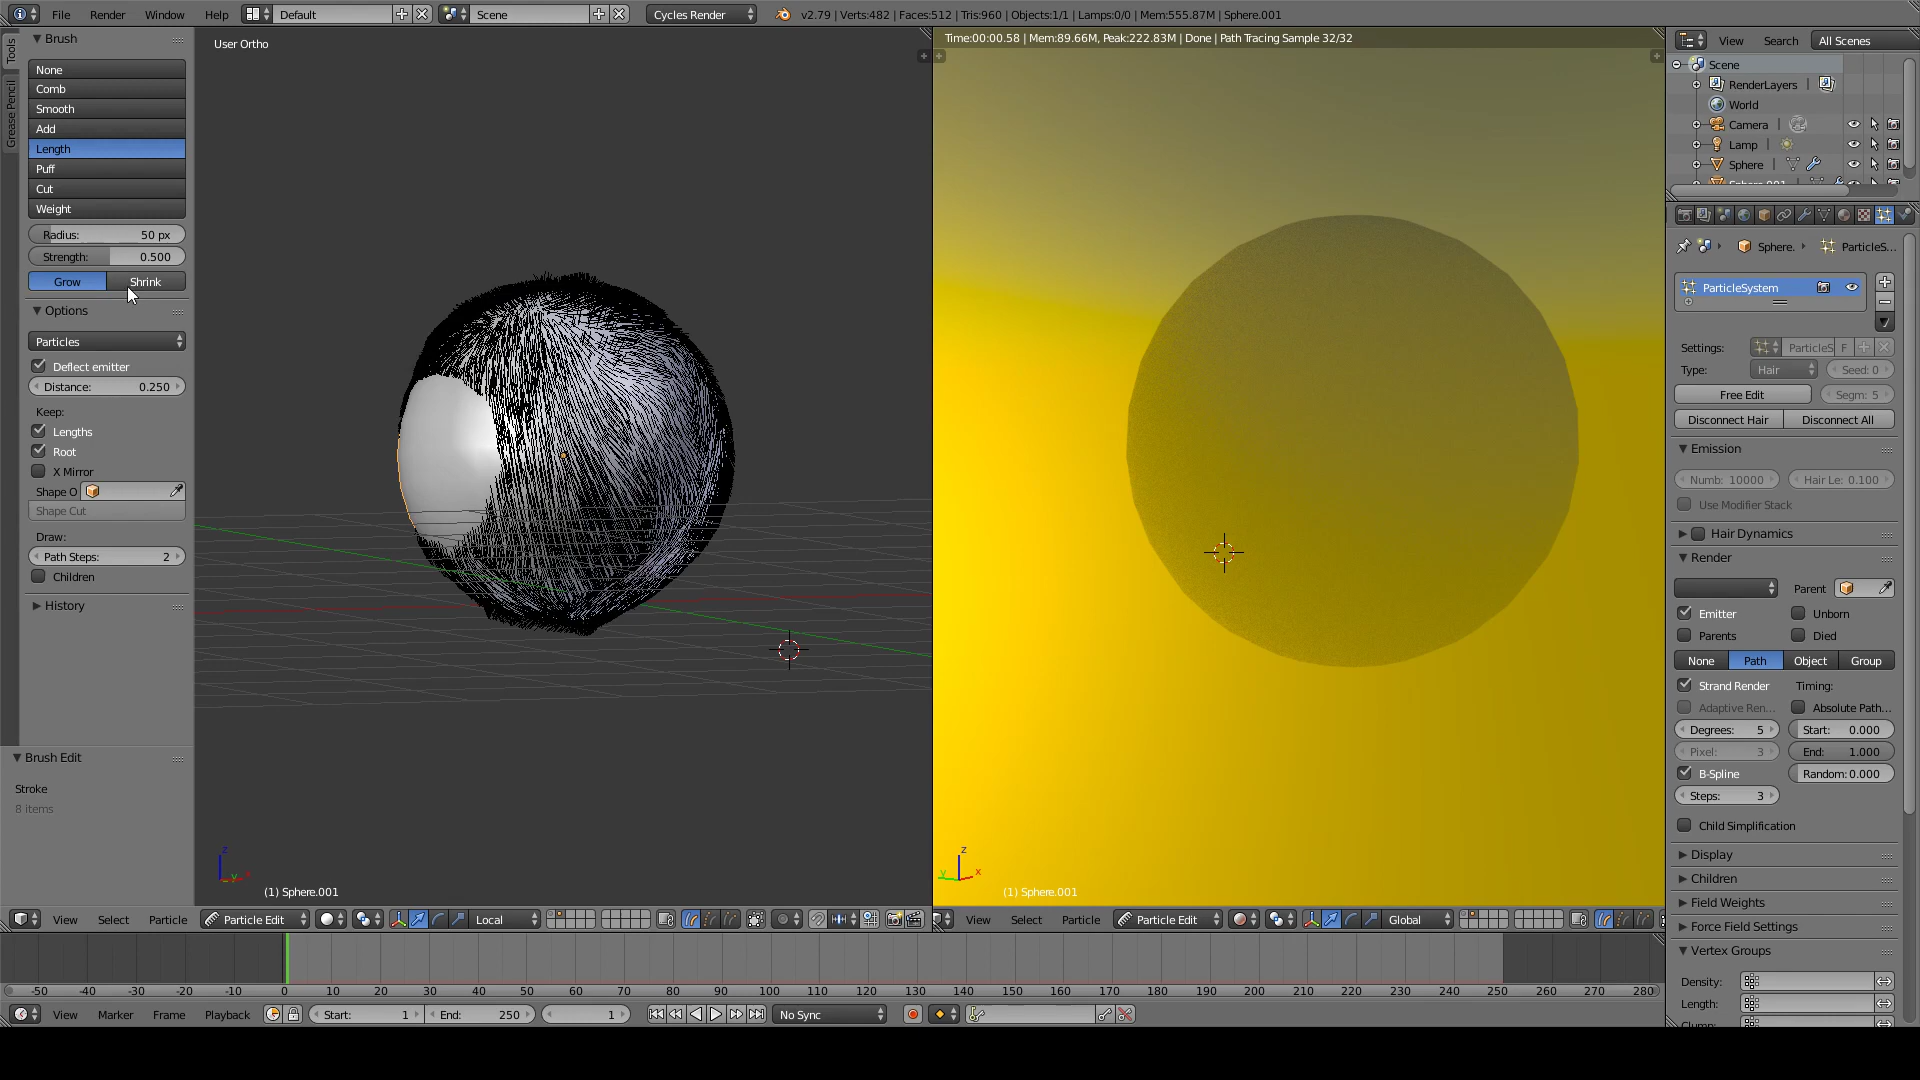 File Render Window Help Default Scene Cycles Render v2.79 | Verts:482 | Faces:512 | Tris:960 | Objects:1/1 | Lamps:0/0 | Mem:555.87M | Sphere.001
Tools
Grease Pencil
Brush
None
Comb
Smooth
Add
Length
Puff
Cut
Weight
Radius: 50 px
Strength: 0.500
Grow Shrink
Options
Particles
Deflect emitter
Distance: 0.250
Keep:
Lengths
Root
X Mirror
Shape O
Shape Cut
Draw:
Path Steps: 2
Children
History
Brush Edit
Stroke
8 items
User Ortho
z
y x
(1) Sphere.001
View Select Particle Particle Edit Local
Time:00:00.58 | Mem:89.66M, Peak:222.83M | Done | Path Tracing Sample 32/32
z
y x
(1) Sphere.001
View Select Particle Particle Edit Global
View Search All Scenes
Scene
RenderLayers |
World
Camera |
Lamp |
Sphere |
Sphere. ParticleS...
ParticleSystem
Settings: ParticleS F
Type: Hair Seed: 0
Free Edit Segm: 5
Disconnect Hair Disconnect All
Emission
Numb: 10000 Hair Le: 0.100
Use Modifier Stack
Hair Dynamics
Render
Parent
Emitter Unborn
Parents Died
None Path Object Group
Strand Render Timing:
Adaptive Ren... Absolute Path...
Degrees: 5 Start: 0.000
Pixel: 3 End: 1.000
B-Spline Random: 0.000
Steps: 3
Child Simplification
Display
Children
Field Weights
Force Field Settings
Vertex Groups
Density:
Length:
-50 -40 -30 -20 -10 0 10 20 30 40 50 60 70 80 90 100 110 120 130 140 150 160 170 180 190 200 210 220 230 240 250 260 270 280
View Marker Frame Playback Start: 1 End: 250 1 No Sync